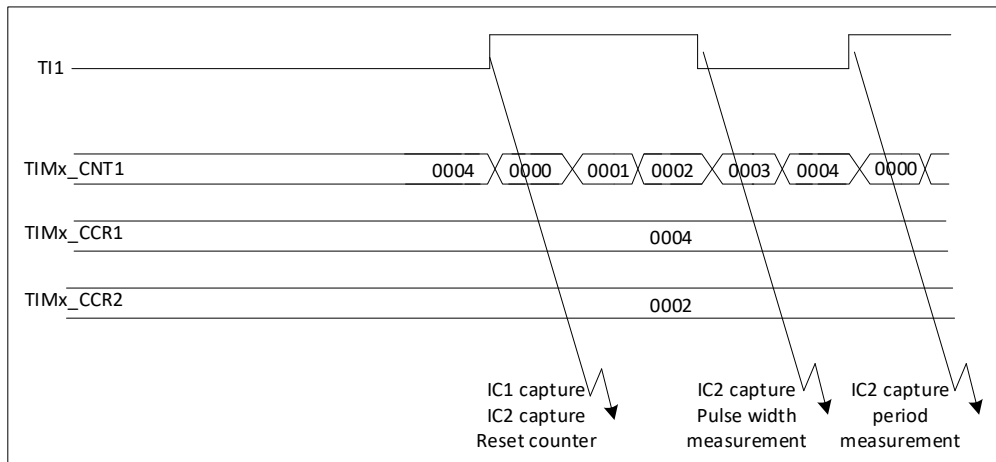 TI1
TIMx_CNT1
0004 0000 0001 0002 0003 0004 0000
TIMx_CCR1
0004
TIMx_CCR2
0002
IC1 capture
IC2 capture
Reset counter
IC2 capture
Pulse width
measurement
IC2 capture
period
measurement